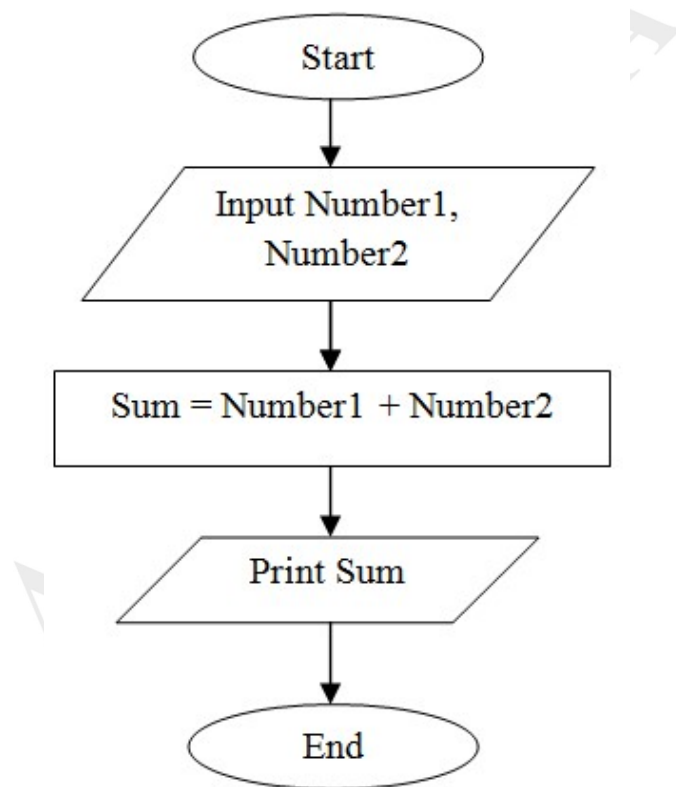 Start
Input Number1,
Number2
Sum = Number1 + Number2
Print Sum
End